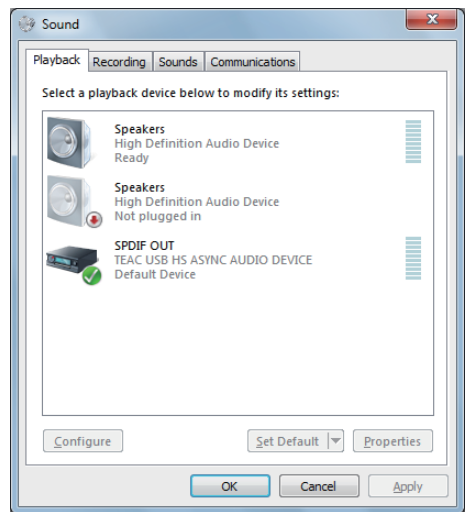 Sound
Playback Recording Sounds Communications
Select a playback device below to modify its settings:
Speakers
High Definition Audio Device
Ready
Speakers
High Definition Audio Device
Not plugged in
SPDIF OUT
TEAC USB HS ASYNC AUDIO DEVICE
Default Device
Configure Set Default Properties
OK Cancel Apply